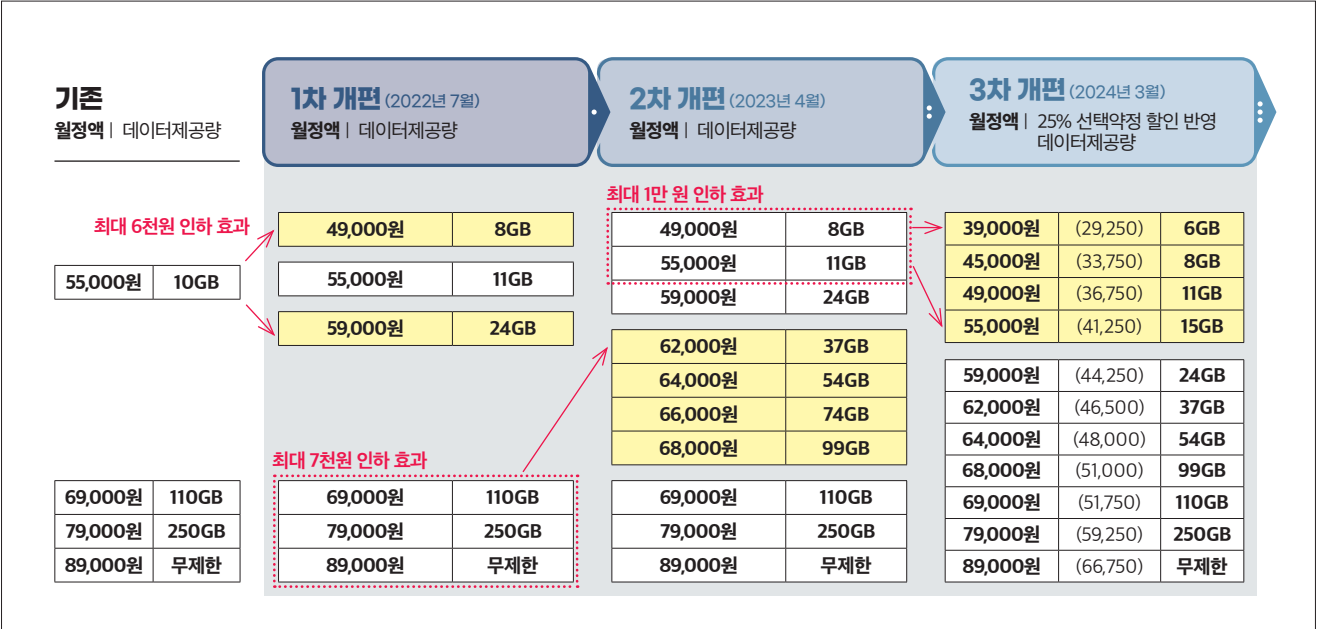 기존
월정액 | 데이터제공량
1차 개편 (2022년 7월)
월정액 | 데이터제공량
2차 개편 (2023년 4월)
월정액 | 데이터제공량
3차 개편 (2024년 3월)
월정액 | 25% 선택약정 할인 반영
데이터제공량
최대 6천원 인하 효과
55,000원 10GB
69,000원 110GB
79,000원 250GB
89,000원 무제한
49,000원 8GB
55,000원 11GB
59,000원 24GB
최대 7천원 인하 효과
69,000원 110GB
79,000원 250GB
89,000원 무제한
최대 1만 원 인하 효과
49,000원 8GB
55,000원 11GB
59,000원 24GB
62,000원 37GB
64,000원 54GB
66,000원 74GB
68,000원 99GB
69,000원 110GB
79,000원 250GB
89,000원 무제한
39,000원 (29,250) 6GB
45,000원 (33,750) 8GB
49,000원 (36,750) 11GB
55,000원 (41,250) 15GB
59,000원 (44,250) 24GB
62,000원 (46,500) 37GB
64,000원 (48,000) 54GB
68,000원 (51,000) 99GB
69,000원 (51,750) 110GB
79,000원 (59,250) 250GB
89,000원 (66,750) 무제한